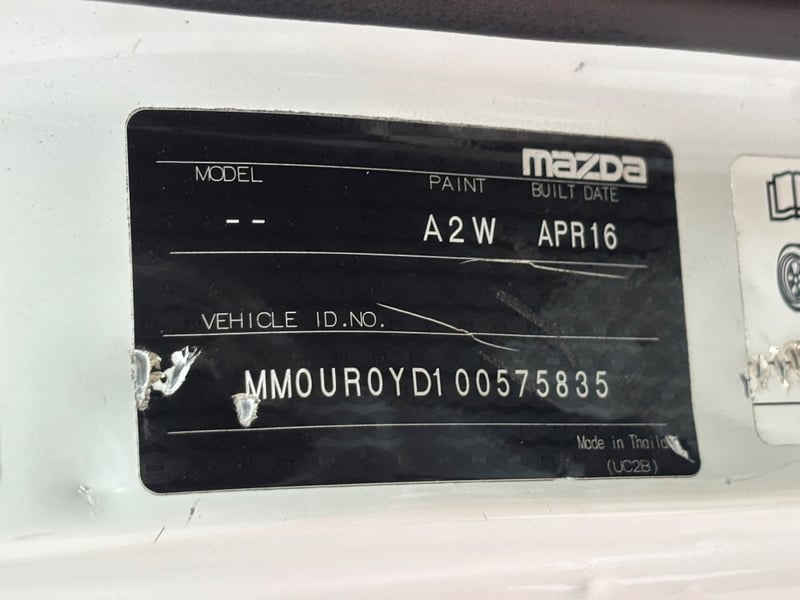 mazda
MODEL PAINT BUILT DATE
-- A2W APR16
VEHICLE ID.NO.
MM0UR0YD100575835
Made in Thailand
(UC2B)